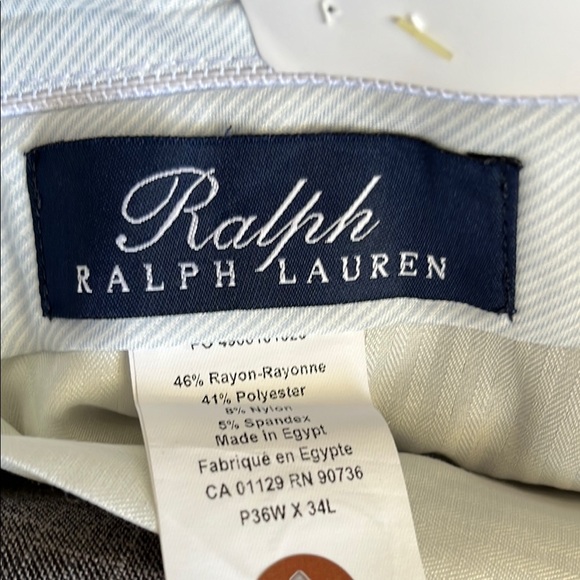 P
Ralph
RALPH LAUREN
46% Rayon-Rayonne
41% Polyester
8% Nylon
5% Spandex
Made in Egypt
Fabriqué en Egypte
CA 01129 RN 90736
P36W X 34L